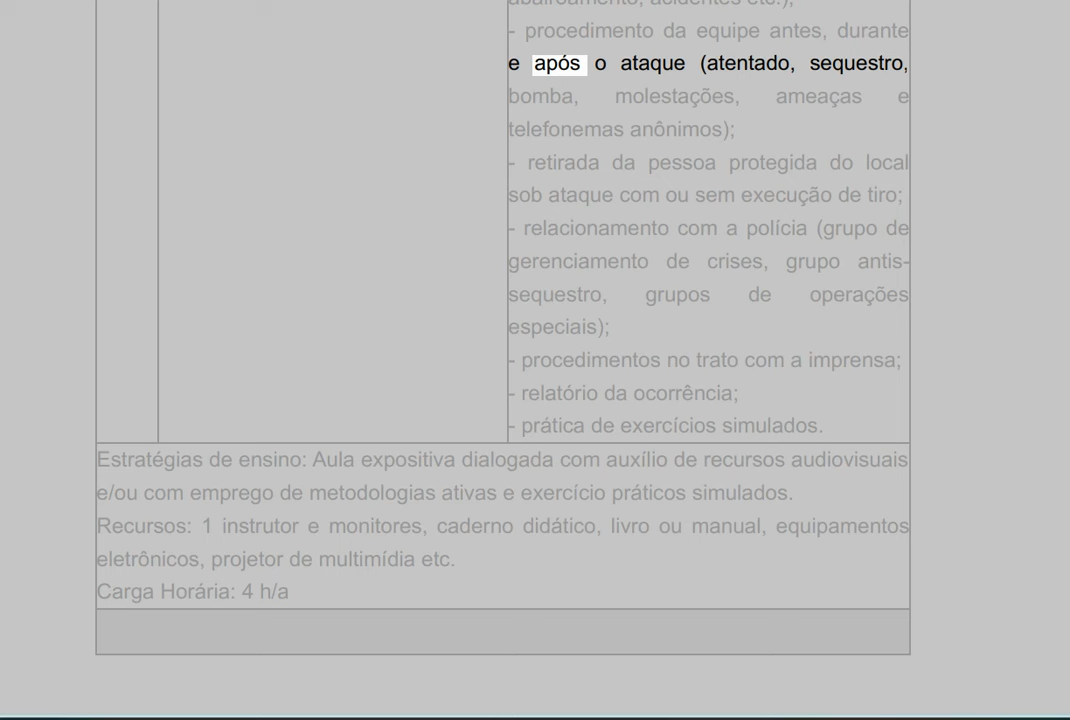 abalroamento, acidentes etc.);
- procedimento da equipe antes, durante
e após o ataque (atentado, sequestro,
bomba, molestações, ameaças e
telefonemas anônimos);
- retirada da pessoa protegida do local
sob ataque com ou sem execução de tiro;
- relacionamento com a polícia (grupo de
gerenciamento de crises, grupo antis-
sequestro, grupos de operações
especiais);
- procedimentos no trato com a imprensa;
- relatório da ocorrência;
- prática de exercícios simulados.
Estratégias de ensino: Aula expositiva dialogada com auxílio de recursos audiovisuais
e/ou com emprego de metodologias ativas e exercício práticos simulados.
Recursos: 1 instrutor e monitores, caderno didático, livro ou manual, equipamentos
eletrônicos, projetor de multimídia etc.
Carga Horária: 4 h/a